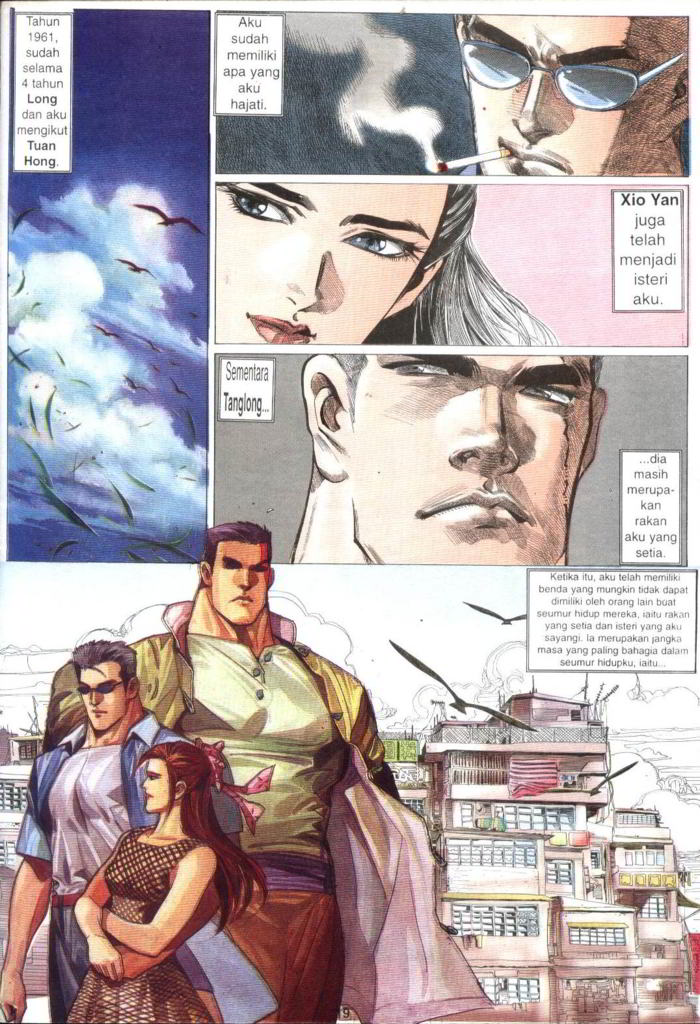 Tahun
1961,
sudah
selama
4 tahun
Long
dan aku
mengikut
Tuan
Hong.
Aku
sudah
memiliki
apa yang
aku
hajati.
Xio Yan
juga
telah
menjadi
isteri
aku.
Sementara
Tanglong...
...dia
masih
merupa-
kan
rakan
aku yang
setia.
Ketika itu, aku telah memiliki
benda yang mungkin tidak dapat
dimiliki oleh orang lain buat
seumur hidup mereka, iaitu rakan
yang setia dan isteri yang aku
sayangi. Ia merupakan jangka
masa yang paling bahagia dalam
seumur hidupku, iaitu...
19